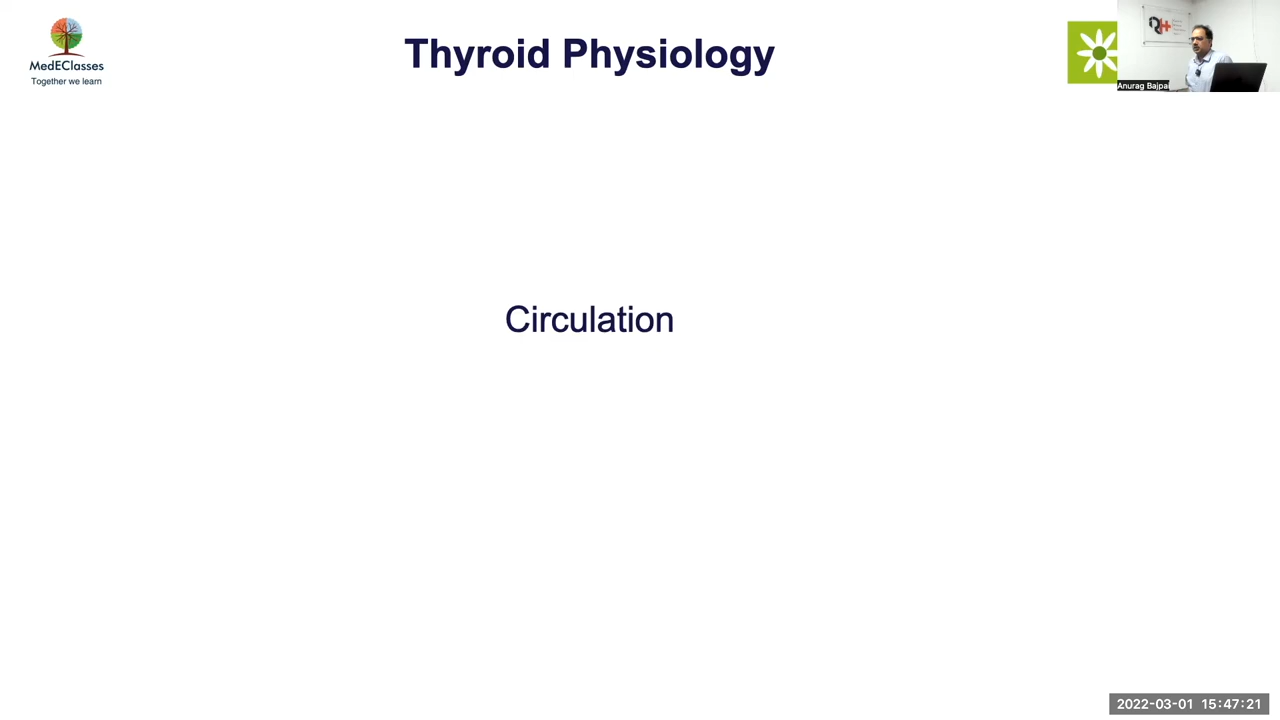 MedEClasses
Together we learn
Thyroid Physiology
Anurag Bajpai
Circulation
2022-03-01 15:47:21